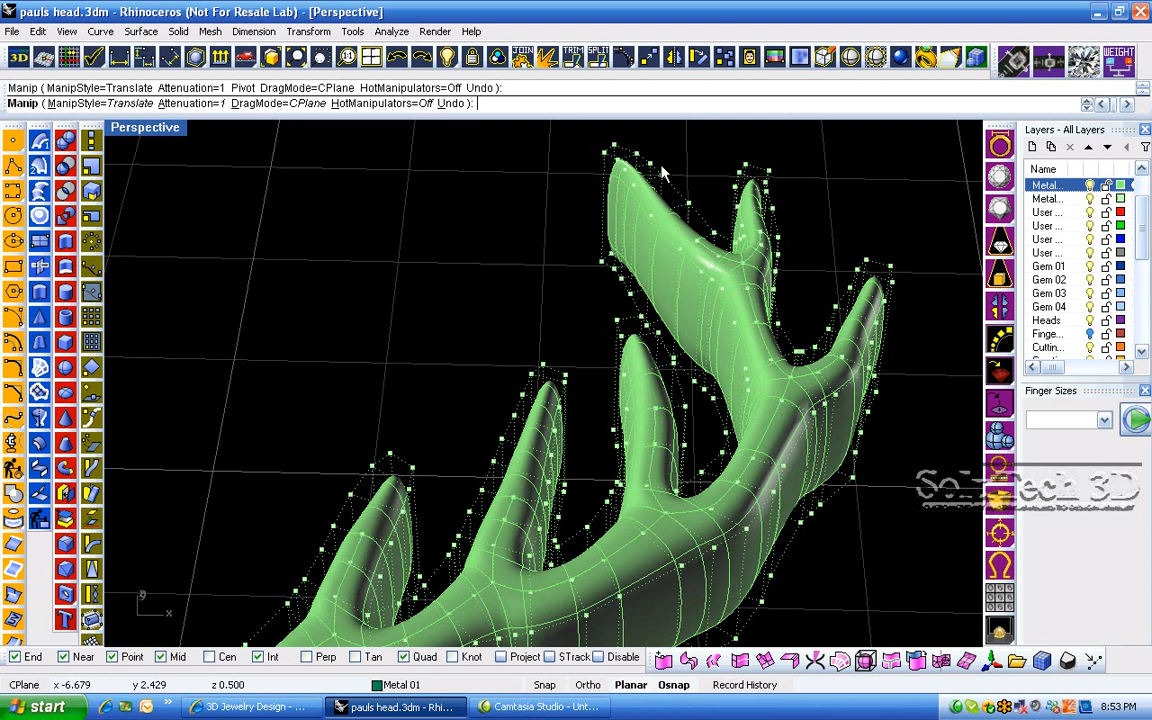 pauls head.3dm - Rhinoceros (Not For Resale Lab) - [Perspective]
File Edit View Curve Surface Solid Mesh Dimension Transform Tools Analyze Render Help
3D JOIN TRIM SPLIT WEIGHT
Manip ( ManipStyle=Translate Attenuation=1 Pivot DragMode=CPlane HotManipulators=Off Undo ):
Manip ( ManipStyle=Translate Attenuation=1 DragMode=CPlane HotManipulators=Off Undo ):
Perspective
Layers - All Layers
Name
Metal...
Metal...
User ...
User ...
User ...
User ...
Gem 01
Gem 02
Gem 03
Gem 04
Heads
Finge...
Cuttin...
Finger Sizes
x
T
End Near Point Mid Cen Int Perp Tan Quad Knot Project STrack Disable
CPlane x -6.679 y 2.429 z 0.500 Metal 01 Snap Ortho Planar Osnap Record History
start 3D Jewelry Design - ... pauls head.3dm - Rhi... Camtasia Studio - Unt... 8:53 PM